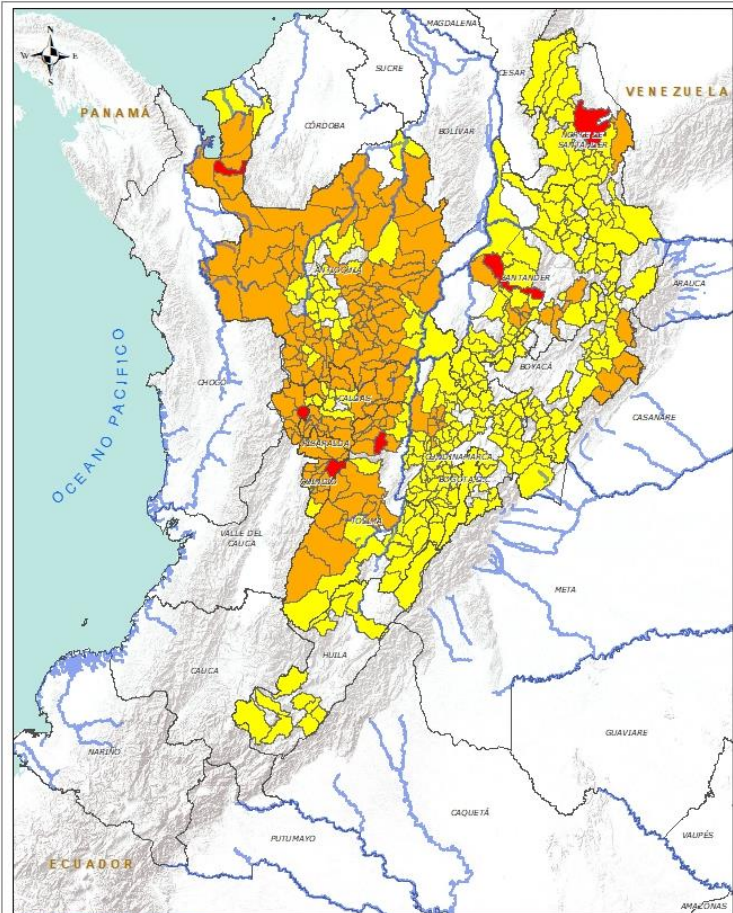 MAGDALENA
N
W E
S
SUCRE
CESAR
VENEZUELA
PANAMÁ
CÓRDOBA
BOLÍVAR
NORTE DE
SANTANDER
ANTIOQUIA
SANTANDER
ARAUCA
OCEANO PACIFICO
CHOCÓ
BOYACÁ
CALDAS
CASANARE
RISARALDA
CUNDINAMARCA
QUINDIO
BOGOTÁ, D.C.
TOLIMA
VALLE DEL
CAUCA
META
HUILA
CAUCA
GUAVIARE
NARIÑO
CAQUETÁ
PUTUMAYO
VAUPÉS
ECUADOR
AMAZONAS